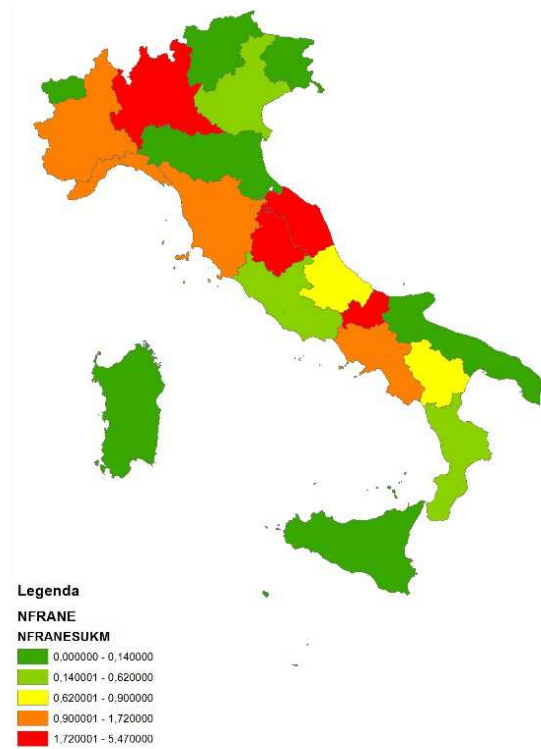 Legenda
NFRANE
NFRANESUKM
0,000000 - 0,140000
0,140001 - 0,620000
0,620001 - 0,900000
0,900001 - 1,720000
1,720001 - 5,470000